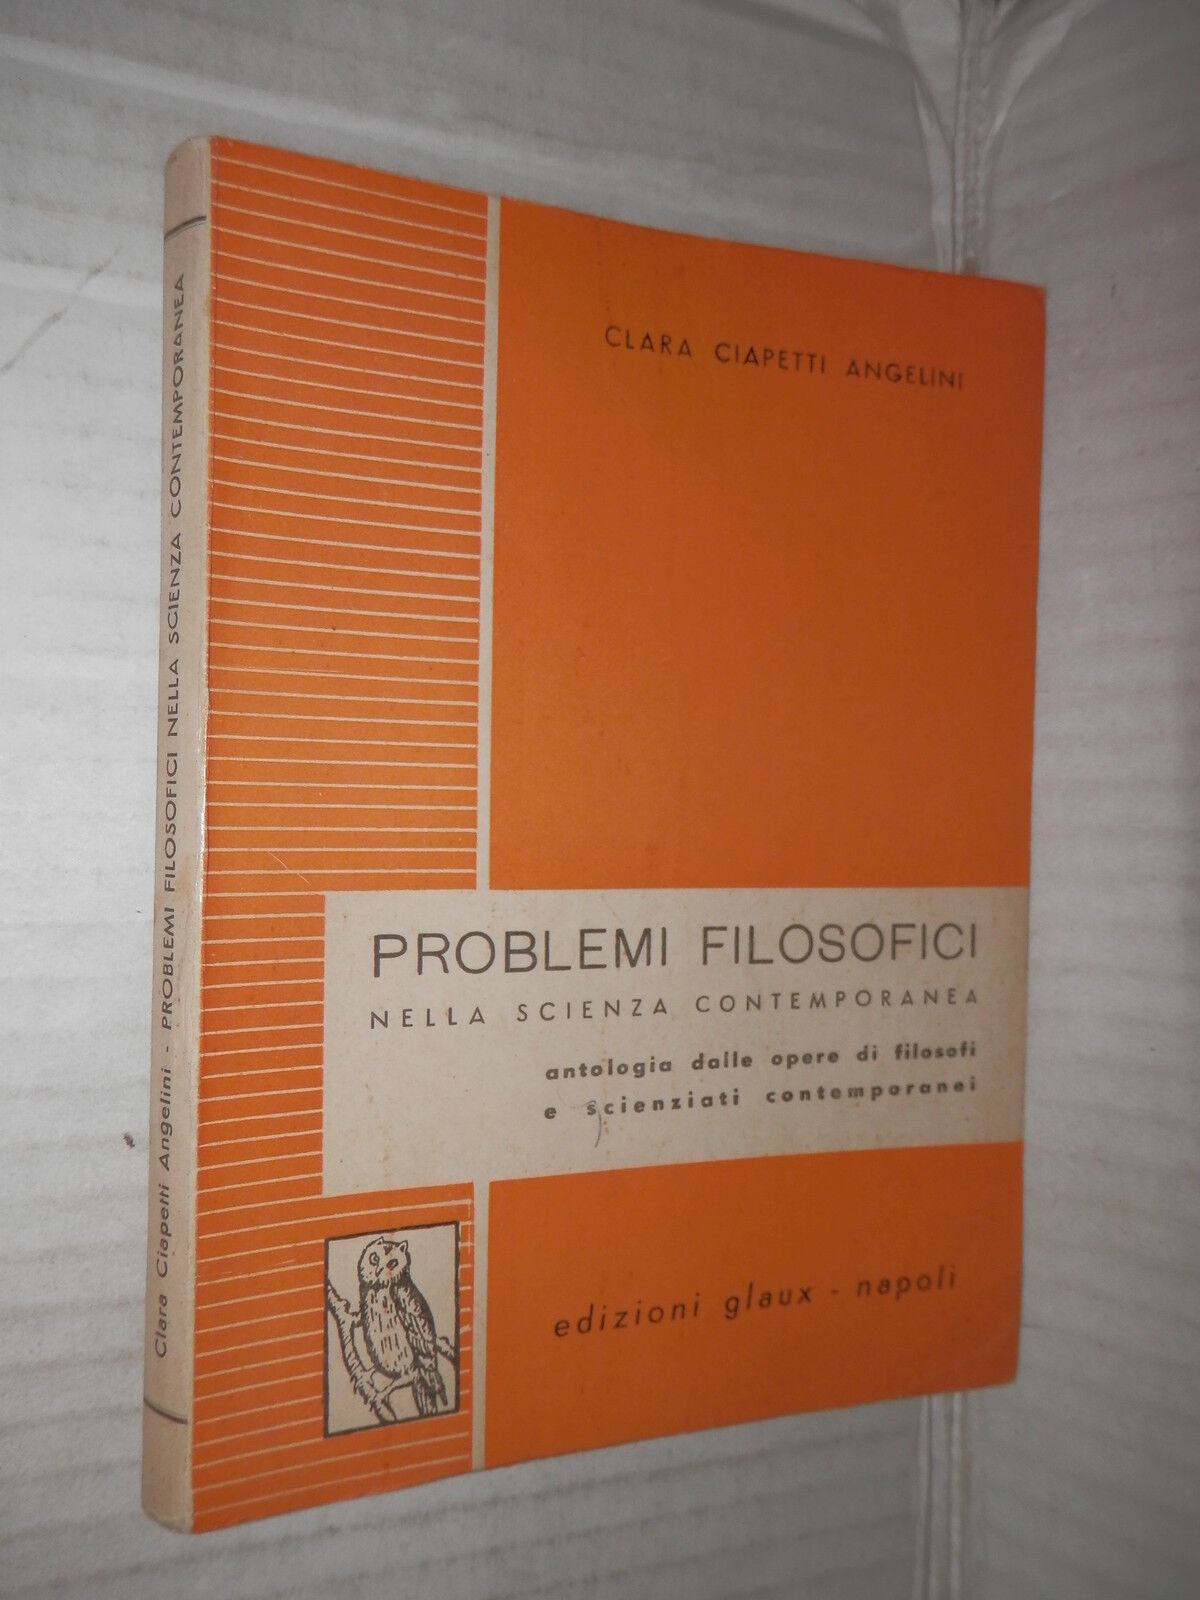 Clara Ciapetti Angelini - PROBLEMI FILOSOFICI NELLA SCIENZA CONTEMPORANEA
CLARA CIAPETTI ANGELINI
PROBLEMI FILOSOFICI
NELLA SCIENZA CONTEMPORANEA
antologia dalle opere di filosofi
e scienziati contemporanei
edizioni glaux - napoli